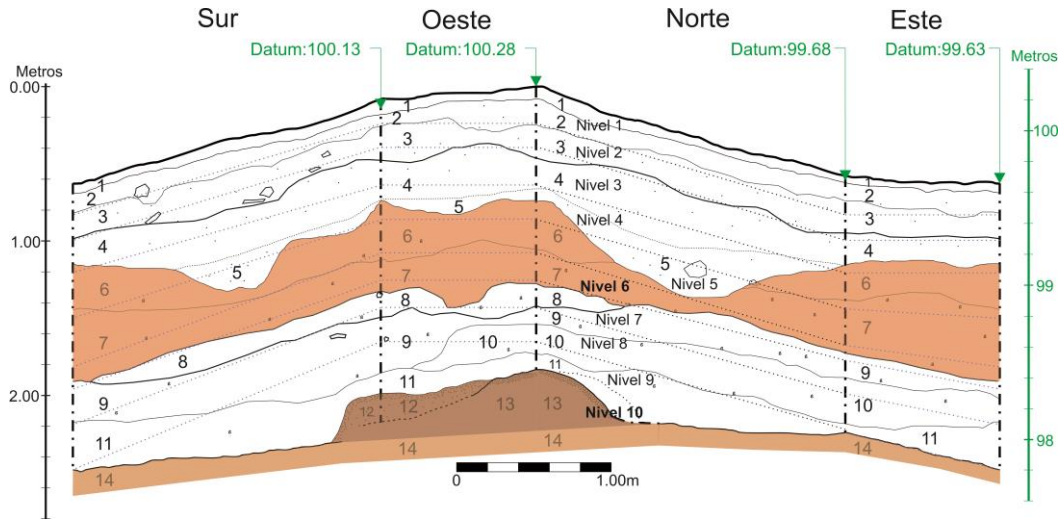 Sur Oeste Norte Este
Datum:100.13 Datum:100.28 Datum:99.68 Datum:99.63
Metros Metros
0.00
1 1
2 2 Nivel 1 100
3 3 Nivel 2
1 1
2 4 4 Nivel 3 2
3 3
5 Nivel 4
4 4
1.00 6 6
5 5
6 7 7 Nivel 5 6 99
Nivel 6
8 8
7 9 Nivel 7 7
8 9 10 10 Nivel 8
9 11 11 Nivel 9 9
2.00 12 12 13 13 Nivel 10 10
11 11 98
14 14 14
14
0 1.00m